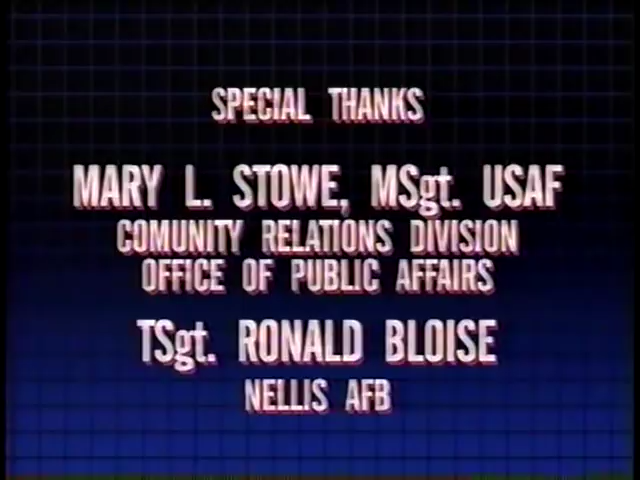 SPECIAL THANKS
MARY L. STOWE, MSgt. USAF
COMUNITY RELATIONS DIVISION
OFFICE OF PUBLIC AFFAIRS
TSgt. RONALD BLOISE
NELLIS AFB